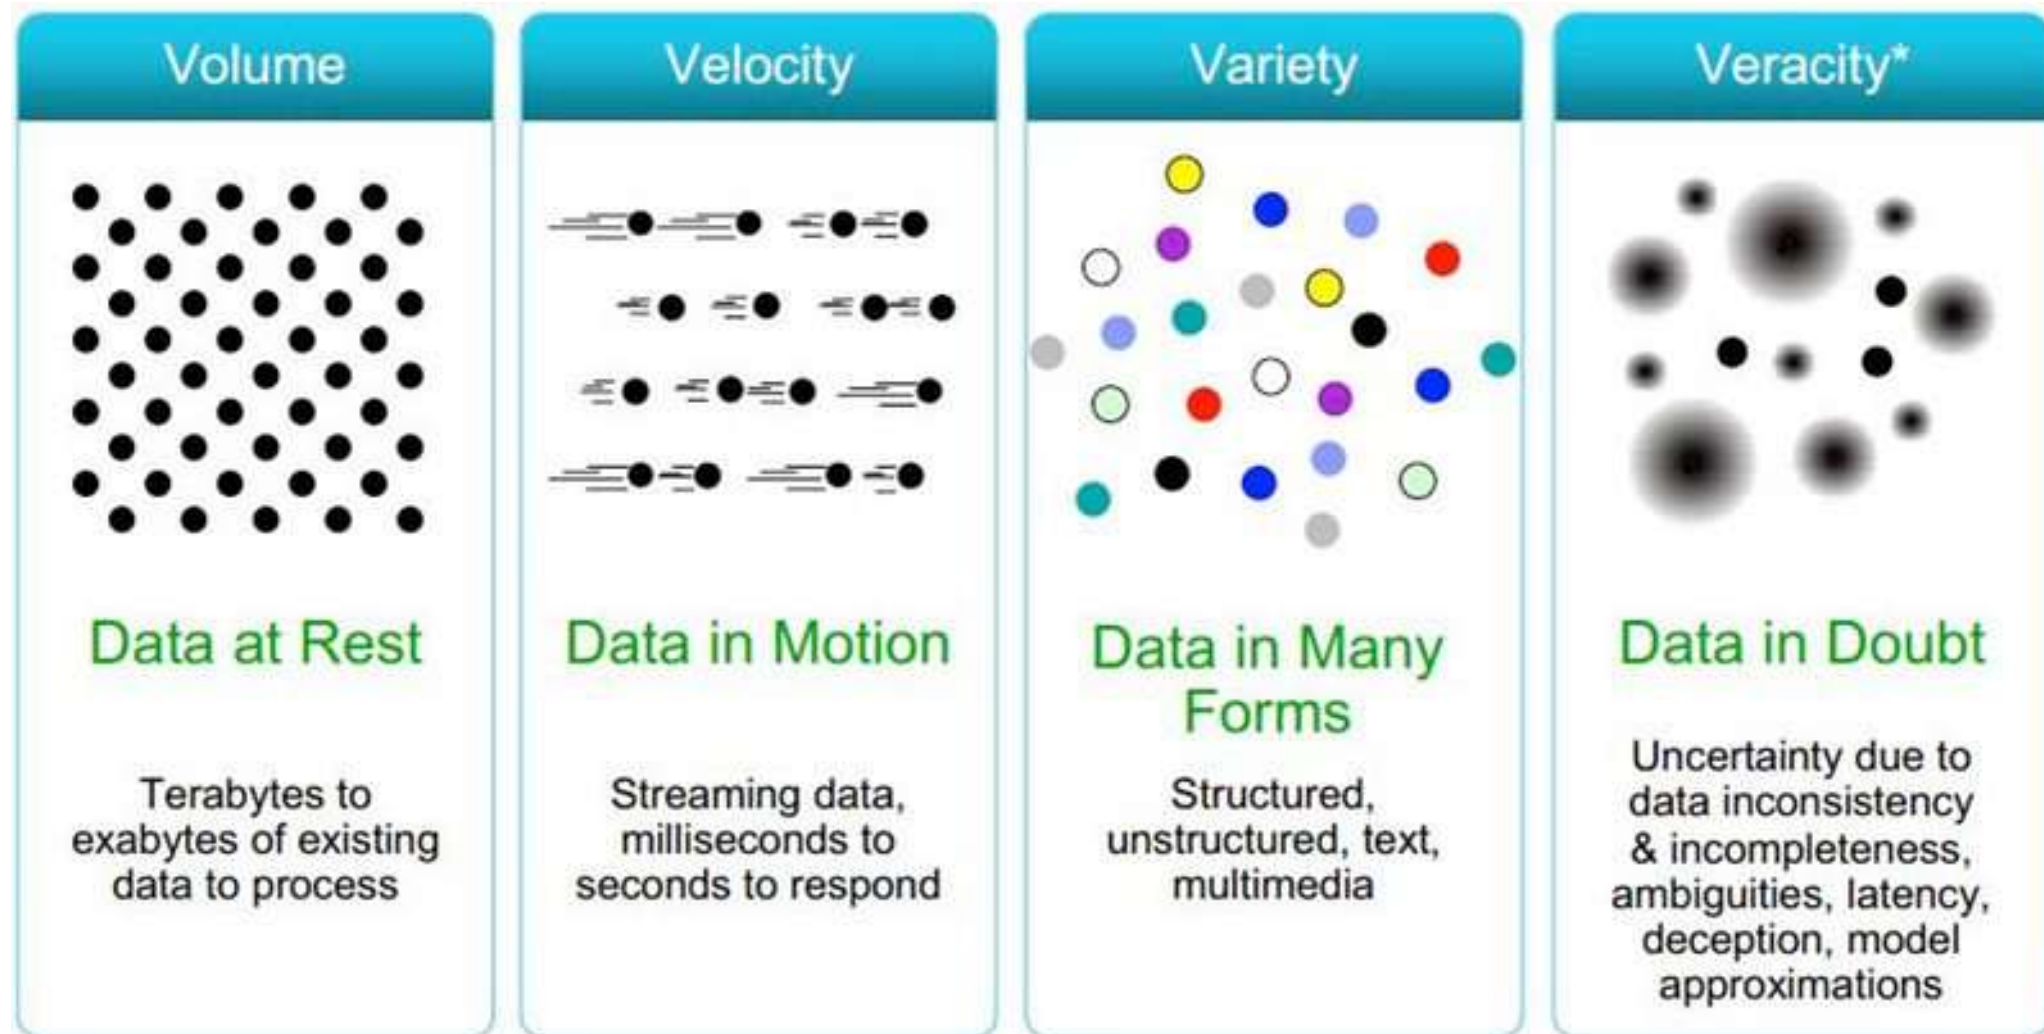 Volume
Data at Rest
Terabytes to
exabytes of existing
data to process
Velocity
Data in Motion
Streaming data,
milliseconds to
seconds to respond
Variety
Data in Many
Forms
Structured,
unstructured, text,
multimedia
Veracity*
Data in Doubt
Uncertainty due to
data inconsistency
& incompleteness,
ambiguities, latency,
deception, model
approximations